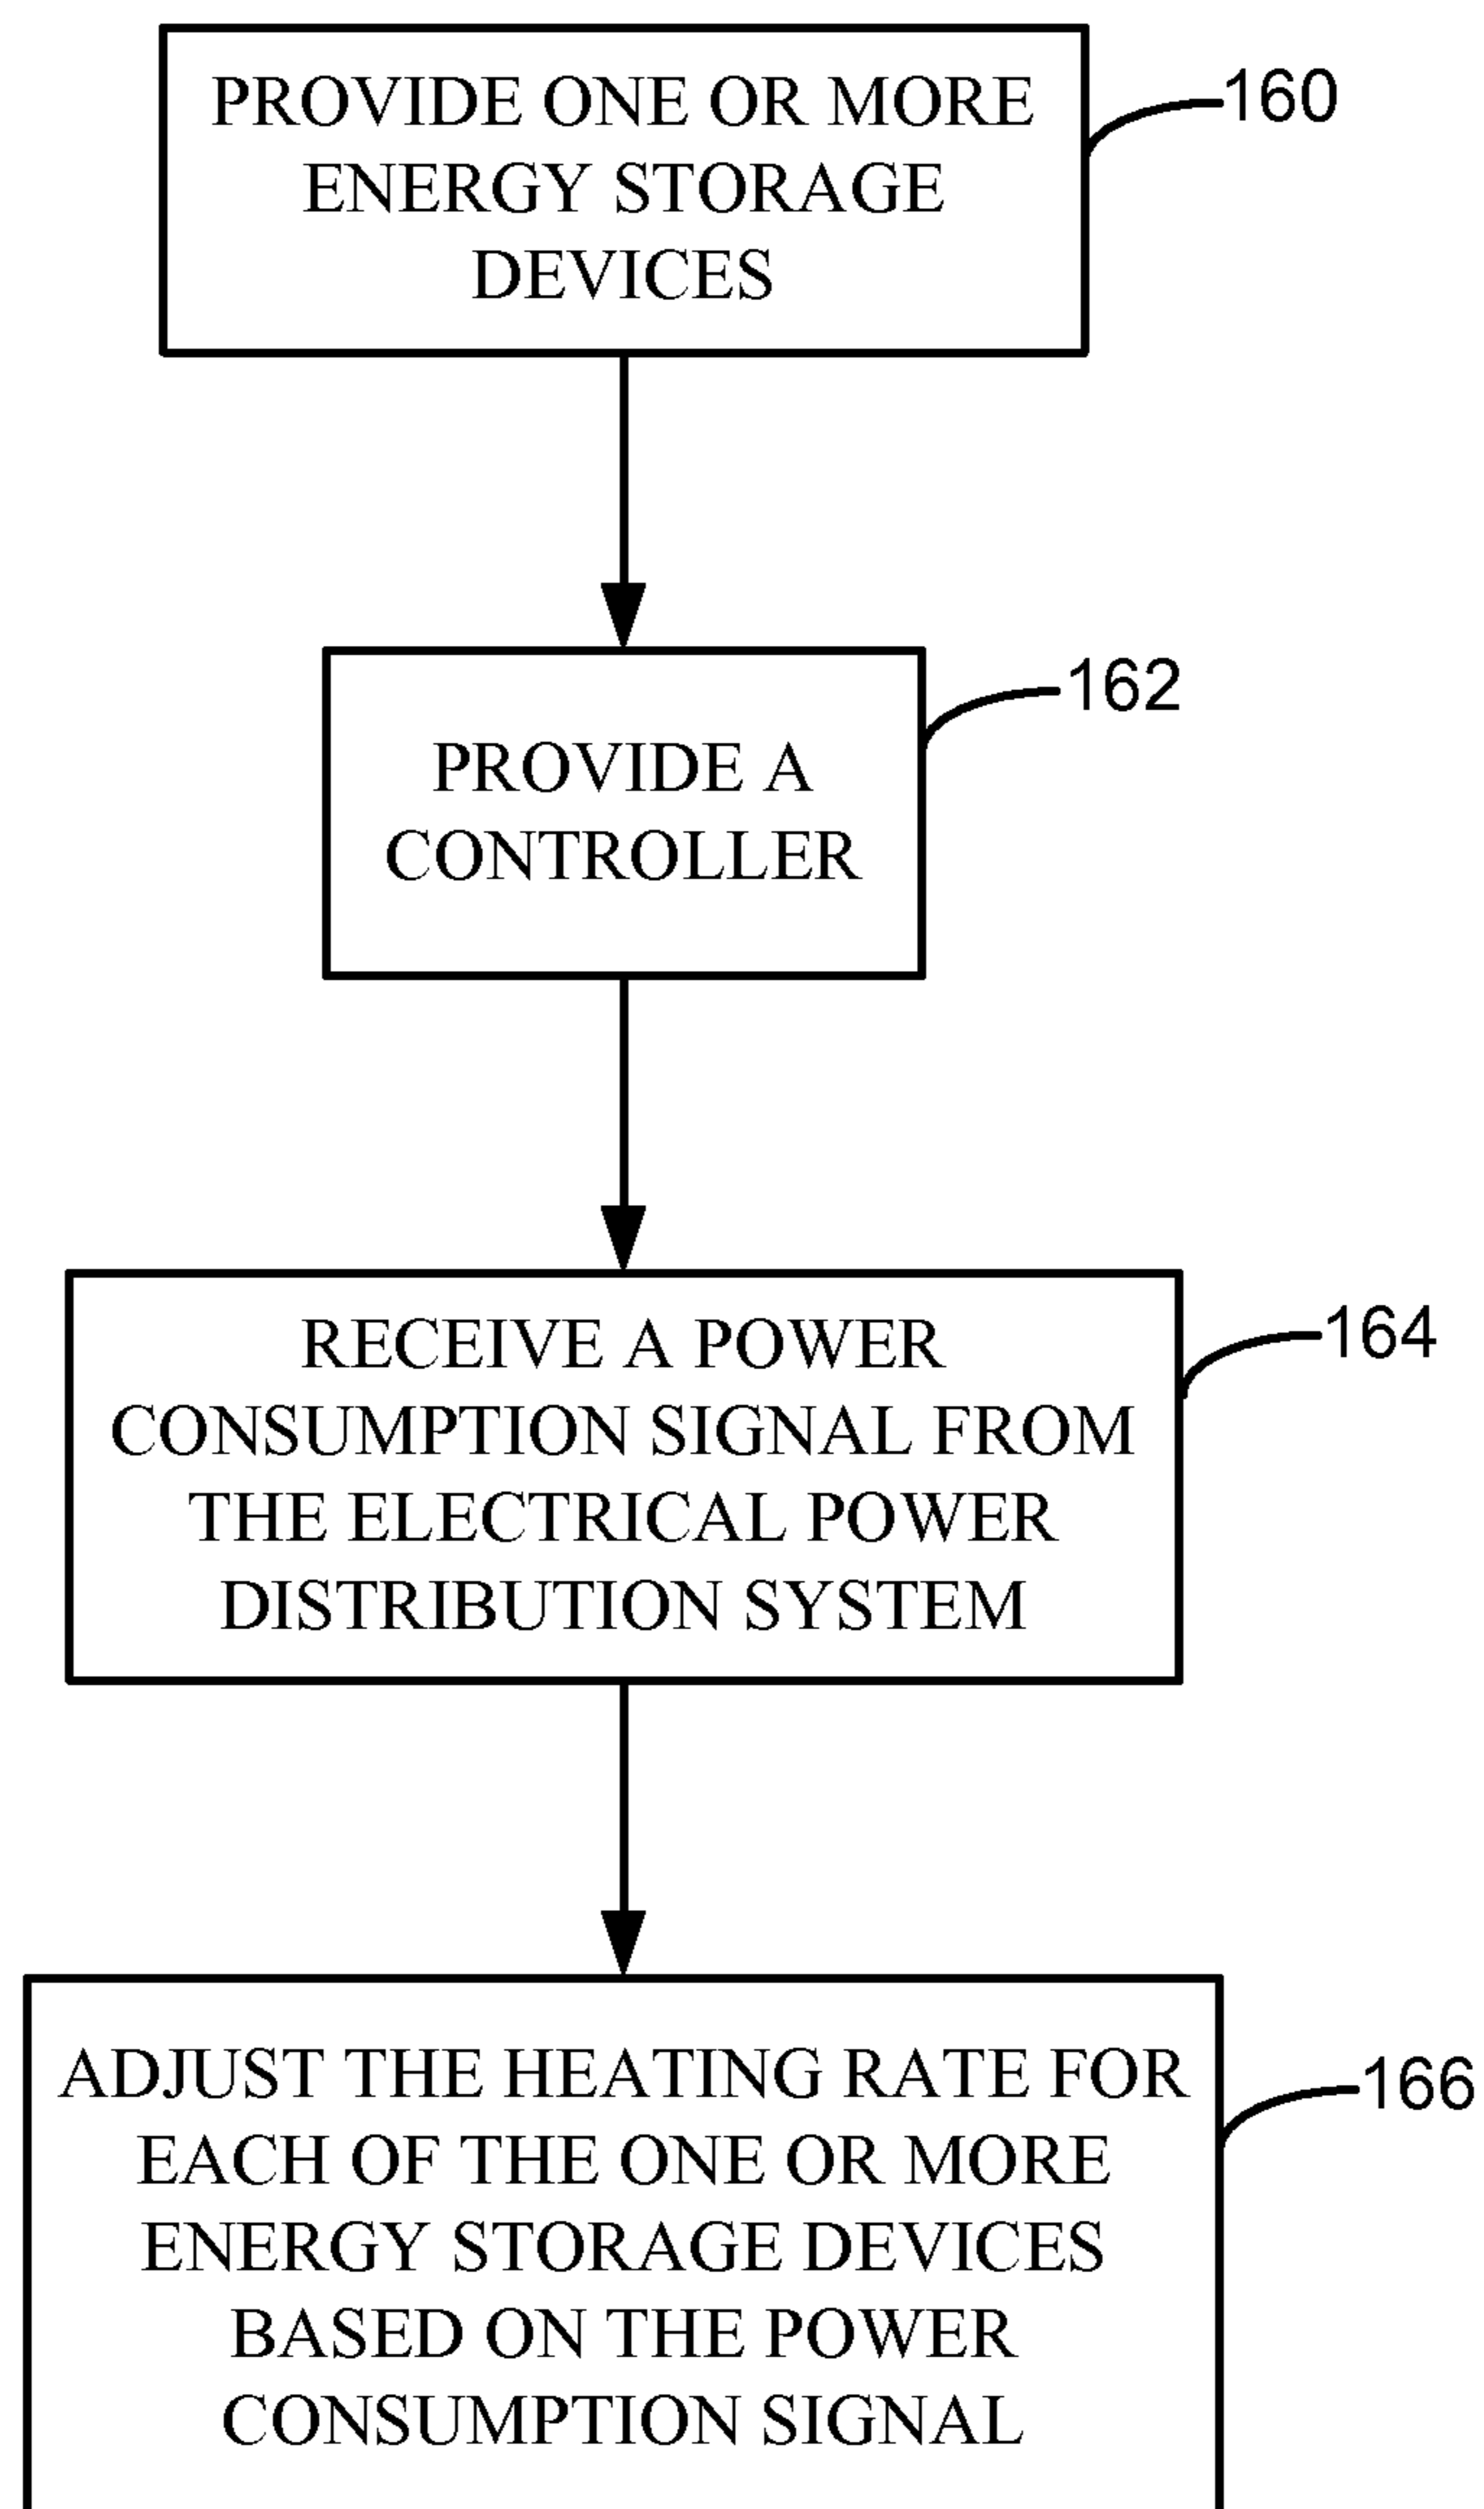 PROVIDE ONE OR MORE
ENERGY STORAGE
DEVICES
160
PROVIDE A
CONTROLLER
162
RECEIVE A POWER
CONSUMPTION SIGNAL FROM
THE ELECTRICAL POWER
DISTRIBUTION SYSTEM
164
ADJUST THE HEATING RATE FOR
EACH OF THE ONE OR MORE
ENERGY STORAGE DEVICES
BASED ON THE POWER
CONSUMPTION SIGNAL
166